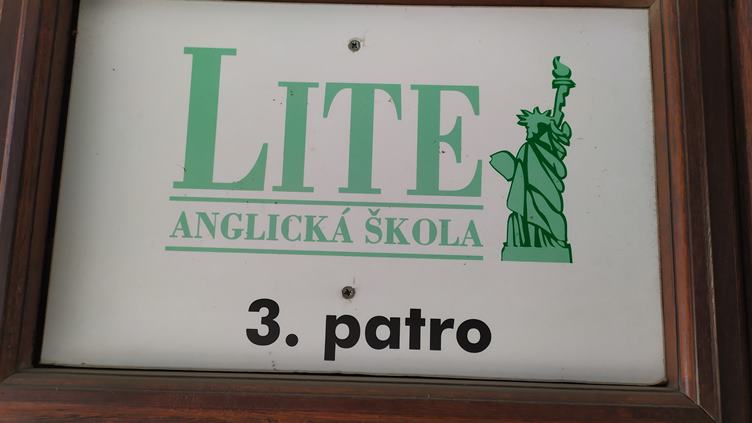 LITE
ANGLICKÁ ŠKOLA
3. patro